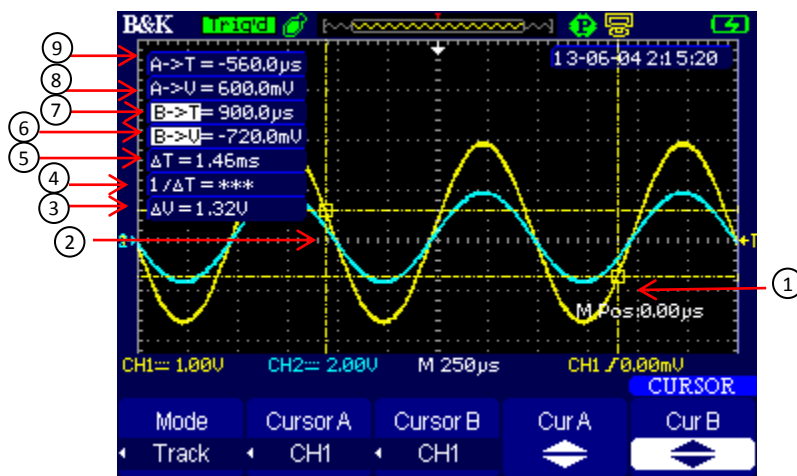 B&K Trig'd P
13-06-04 2:15:20
9
A->T = -560.0µs
8
A->V = 600.0mV
7
B->T = 900.0µs
6
B->V = -720.0mV
5
ΔT = 1.46ms
4
1/ΔT = ***
3
ΔV = 1.32V
2
T
1
M Pos:0.00µs
CH1 1.00V CH2 2.00V M 250µs CH1 0.00mV
CURSOR
Mode Cursor A Cursor B Cur A Cur B
Track CH1 CH1